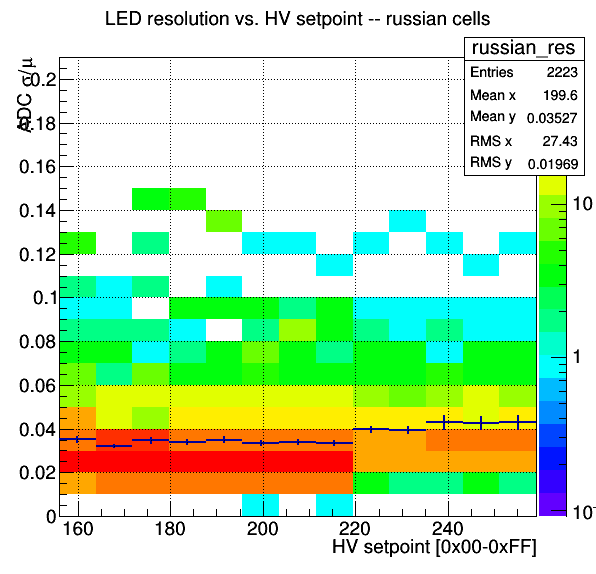 LED resolution vs. HV setpoint -- russian cells
russian_res
Entries 2223
Mean x 199.6
Mean y 0.03527
RMS x 27.43
RMS y 0.01969
ADC σ/μ
0.2
0.18
0.16
0.14
0.12
0.1
0.08
0.06
0.04
0.02
0
160 180 200 220 240
HV setpoint [0x00-0xFF]
10
1
10-